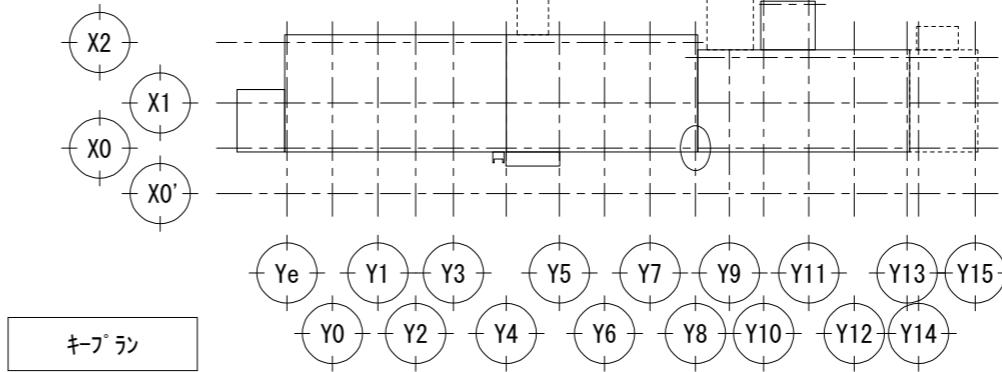 X2
X1
X0
X0'
Ye Y1 Y3 Y5 Y7 Y9 Y11 Y13 Y15
Y0 Y2 Y4 Y6 Y8 Y10 Y12 Y14
キープラン